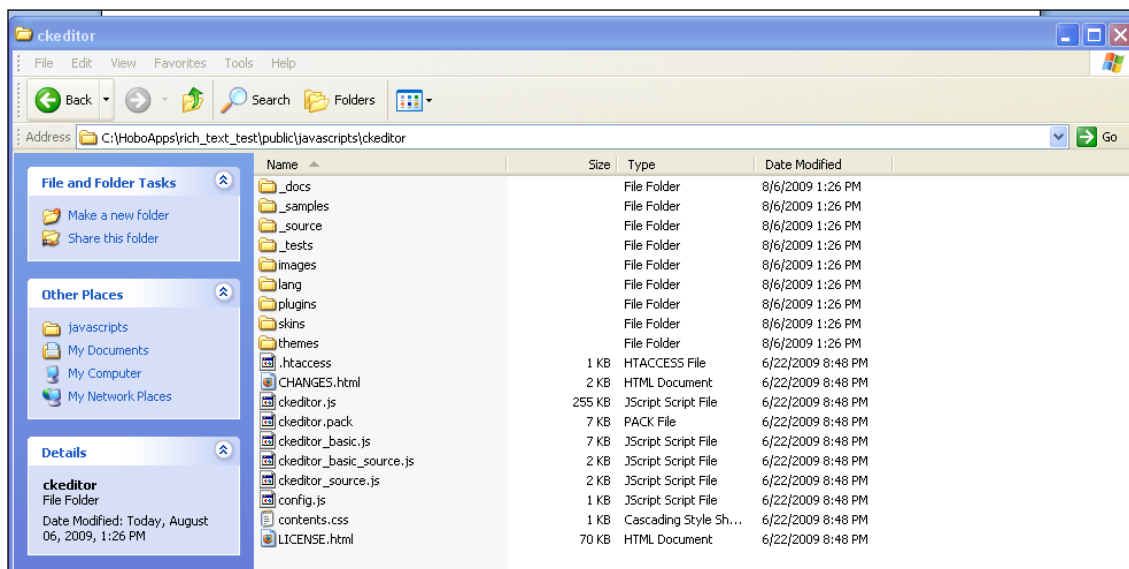 ckeditor
File Edit View Favorites Tools Help
Back Search Folders
Address C:\HoboApps\rich_text_test\public\javascripts\ckeditor Go
File and Folder Tasks
Make a new folder
Share this folder
Other Places
javascripts
My Documents
My Computer
My Network Places
Details
ckeditor
File Folder
Date Modified: Today, August
06, 2009, 1:26 PM
Name Size Type Date Modified
_docs File Folder 8/6/2009 1:26 PM
_samples File Folder 8/6/2009 1:26 PM
_source File Folder 8/6/2009 1:26 PM
_tests File Folder 8/6/2009 1:26 PM
images File Folder 8/6/2009 1:26 PM
lang File Folder 8/6/2009 1:26 PM
plugins File Folder 8/6/2009 1:26 PM
skins File Folder 8/6/2009 1:26 PM
themes File Folder 8/6/2009 1:26 PM
.htaccess 1 KB HTACCESS File 6/22/2009 8:48 PM
CHANGES.html 2 KB HTML Document 6/22/2009 8:48 PM
ckeditor.js 255 KB JScript Script File 6/22/2009 8:48 PM
ckeditor.pack 7 KB PACK File 6/22/2009 8:48 PM
ckeditor_basic.js 7 KB JScript Script File 6/22/2009 8:48 PM
ckeditor_basic_source.js 2 KB JScript Script File 6/22/2009 8:48 PM
ckeditor_source.js 2 KB JScript Script File 6/22/2009 8:48 PM
config.js 1 KB JScript Script File 6/22/2009 8:48 PM
contents.css 1 KB Cascading Style Sh... 6/22/2009 8:48 PM
LICENSE.html 70 KB HTML Document 6/22/2009 8:48 PM